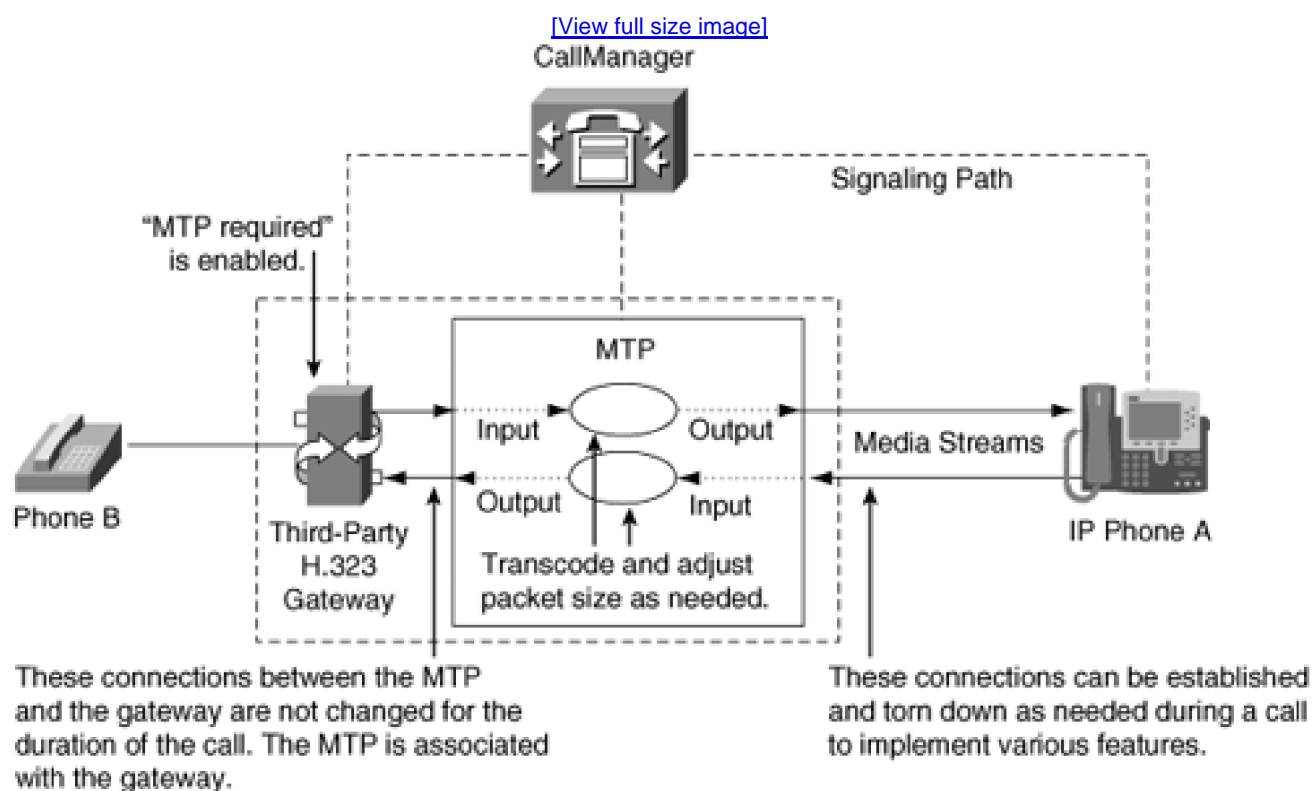 [View full size image]
CallManager
Signaling Path
"MTP required"
is enabled.
MTP
Input
Output
Media Streams
Output
Input
Phone B
Third-Party
H.323
Gateway
Transcode and adjust
packet size as needed.
IP Phone A
These connections between the MTP
and the gateway are not changed for the
duration of the call. The MTP is associated
with the gateway.
These connections can be established
and torn down as needed during a call
to implement various features.